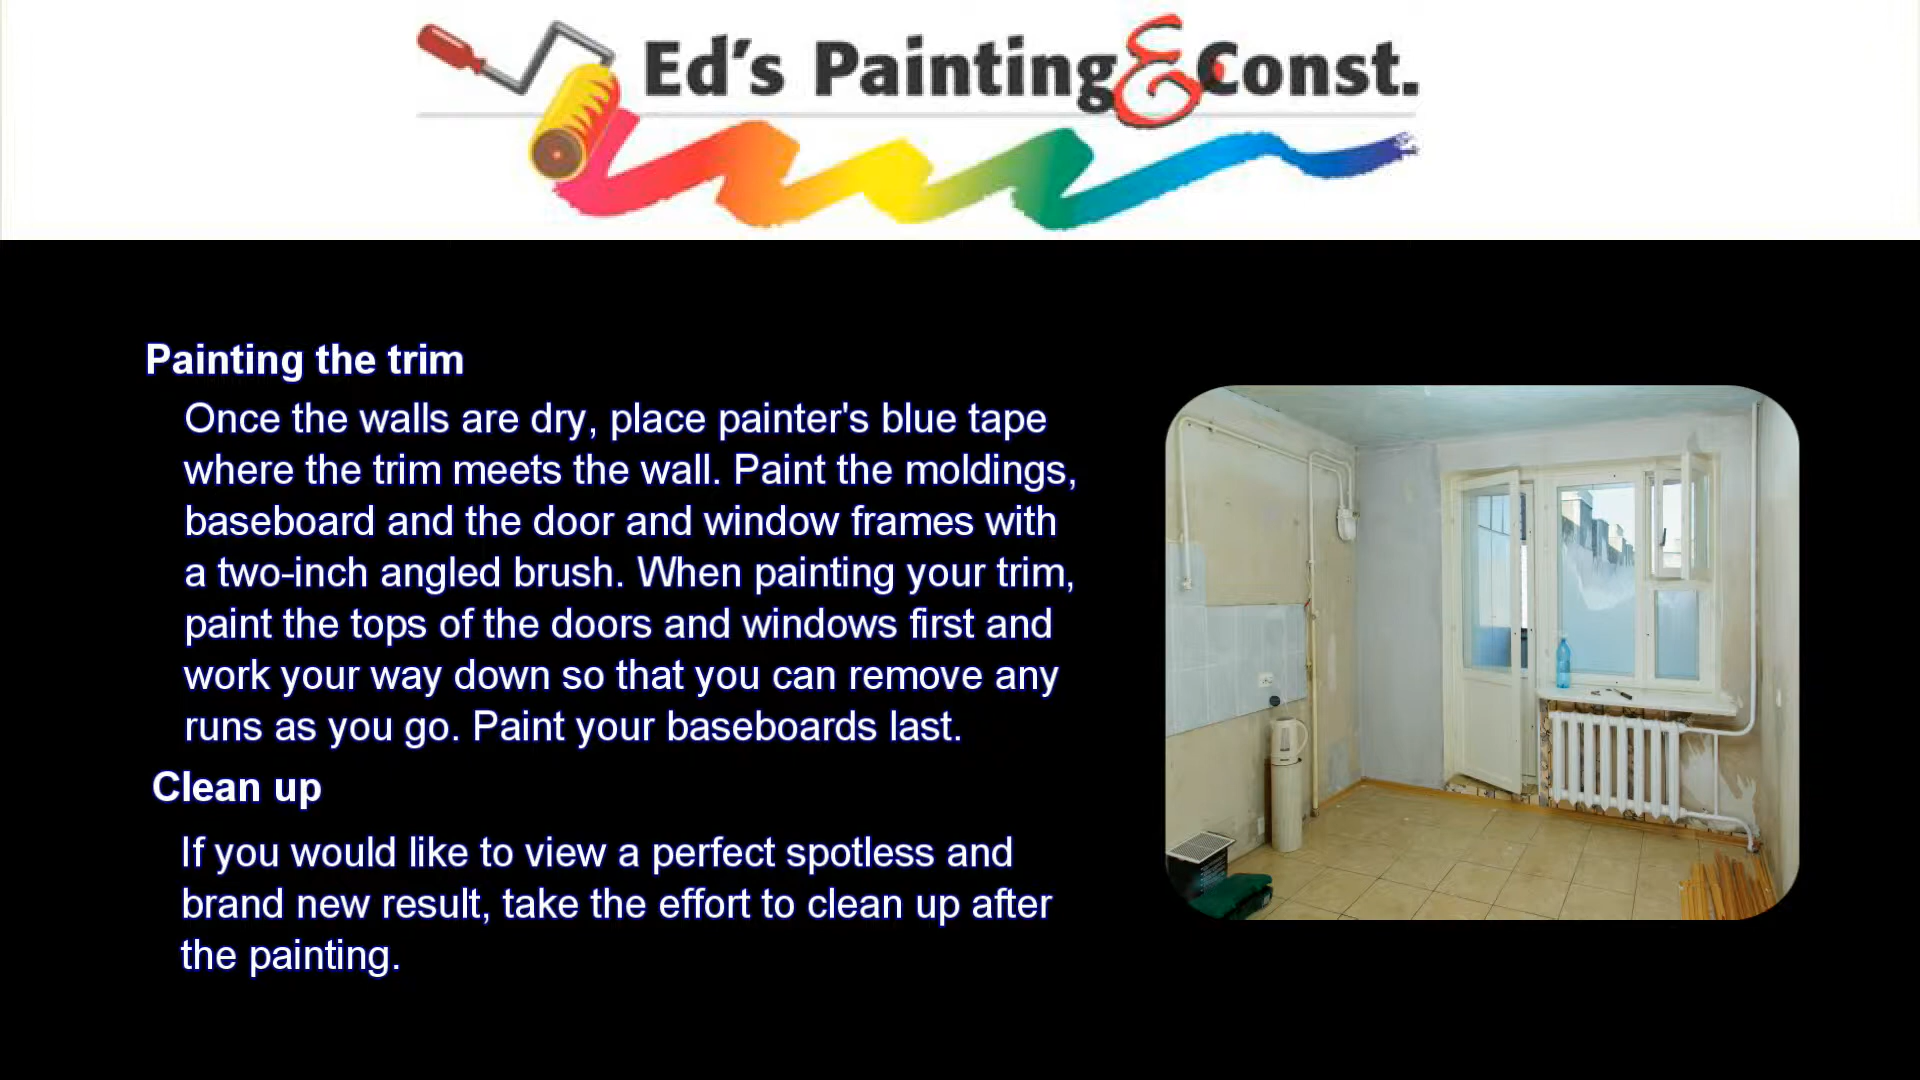 Ed's Painting & Const.
Painting the trim
Once the walls are dry, place painter's blue tape
where the trim meets the wall. Paint the moldings,
baseboard and the door and window frames with
a two-inch angled brush. When painting your trim,
paint the tops of the doors and windows first and
work your way down so that you can remove any
runs as you go. Paint your baseboards last.
Clean up
If you would like to view a perfect spotless and
brand new result, take the effort to clean up after
the painting.